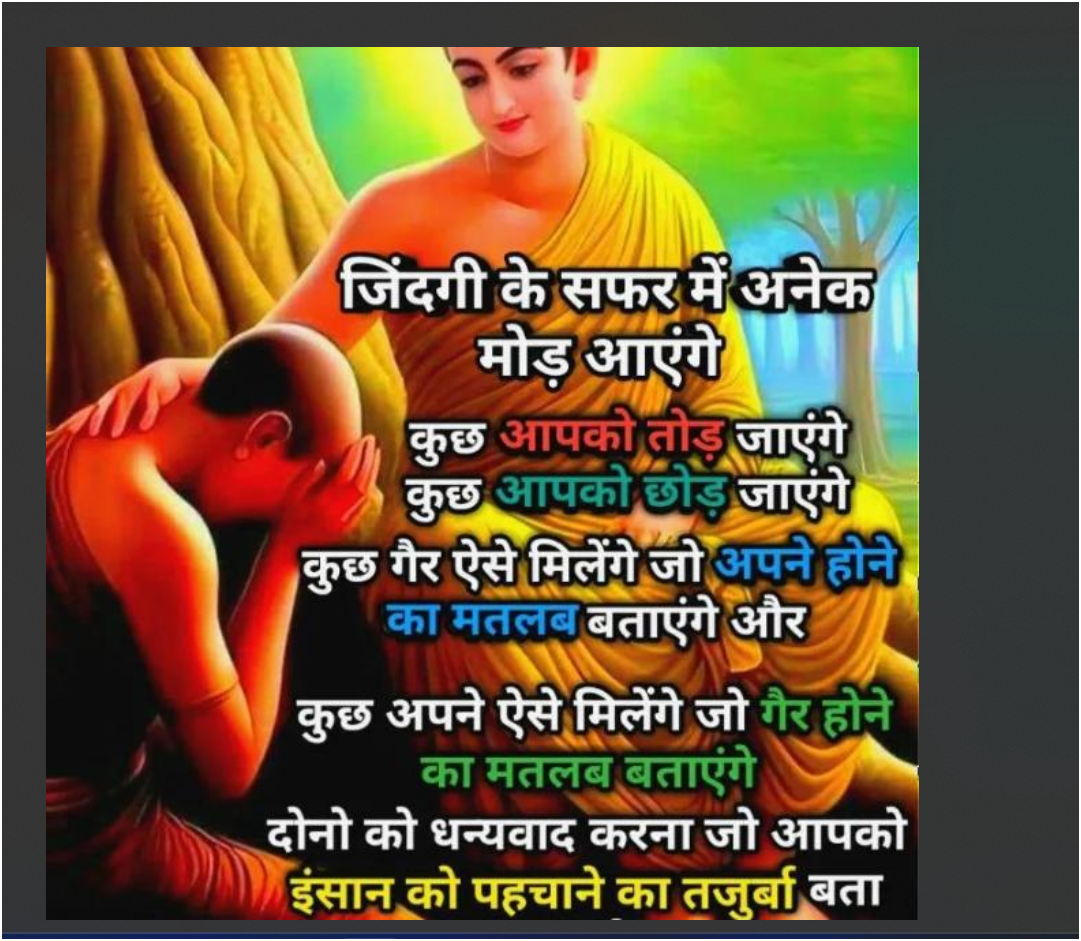 जिंदगी के सफर में अनेक
मोड़ आएंगे
कुछ आपको तोड़ जाएंगे
कुछ आपको छोड़ जाएंगे
कुछ गैर ऐसे मिलेंगे जो अपने होने
का मतलब बताएंगे और
कुछ अपने ऐसे मिलेंगे जो गैर होने
का मतलब बताएंगे
दोनो को धन्यवाद करना जो आपको
इंसान को पहचाने का तजुर्बा बता